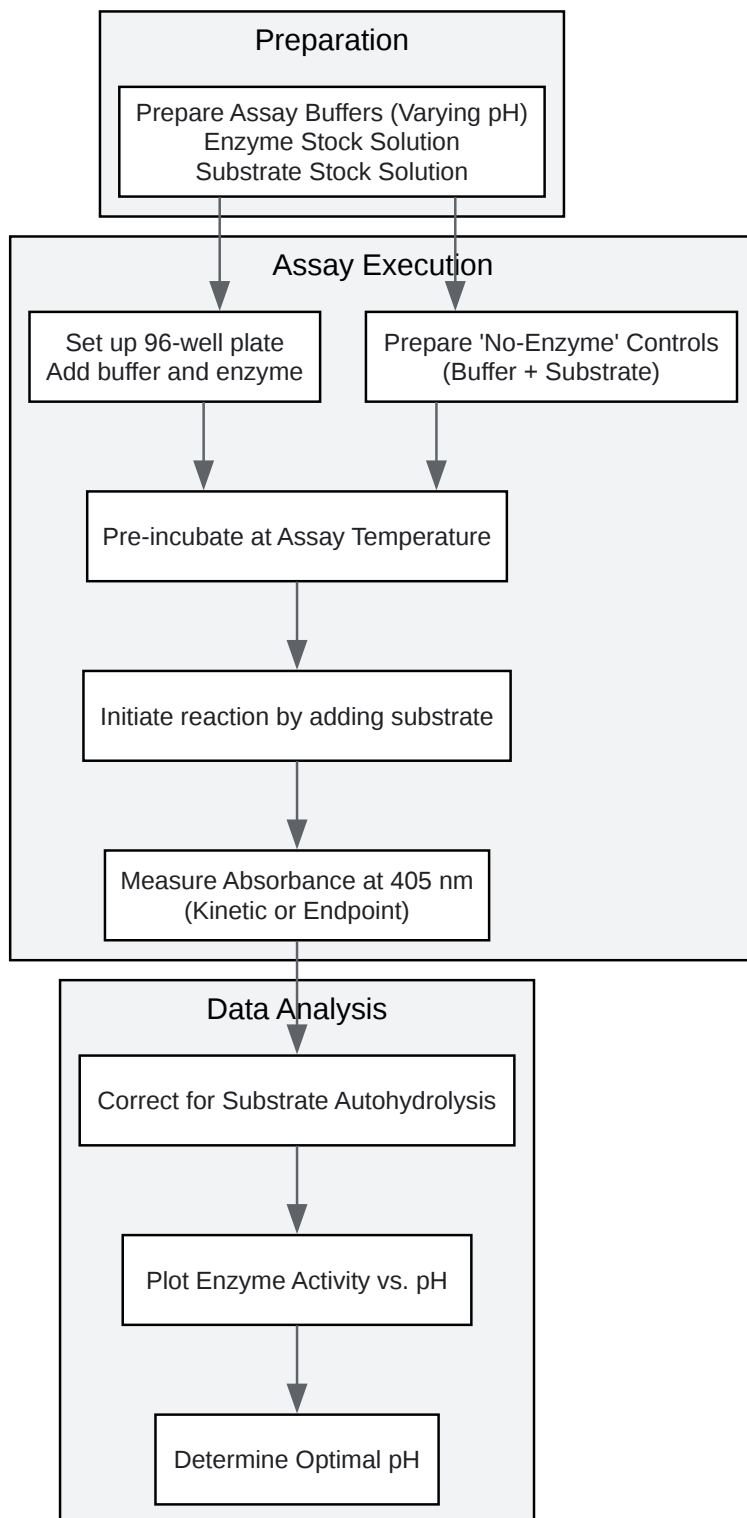 Preparation
Prepare Assay Buffers (Varying pH)
Enzyme Stock Solution
Substrate Stock Solution
Assay Execution
Set up 96-well plate
Add buffer and enzyme
Prepare 'No-Enzyme' Controls
(Buffer + Substrate)
Pre-incubate at Assay Temperature
Initiate reaction by adding substrate
Measure Absorbance at 405 nm
(Kinetic or Endpoint)
Data Analysis
Correct for Substrate Autohydrolysis
Plot Enzyme Activity vs. pH
Determine Optimal pH